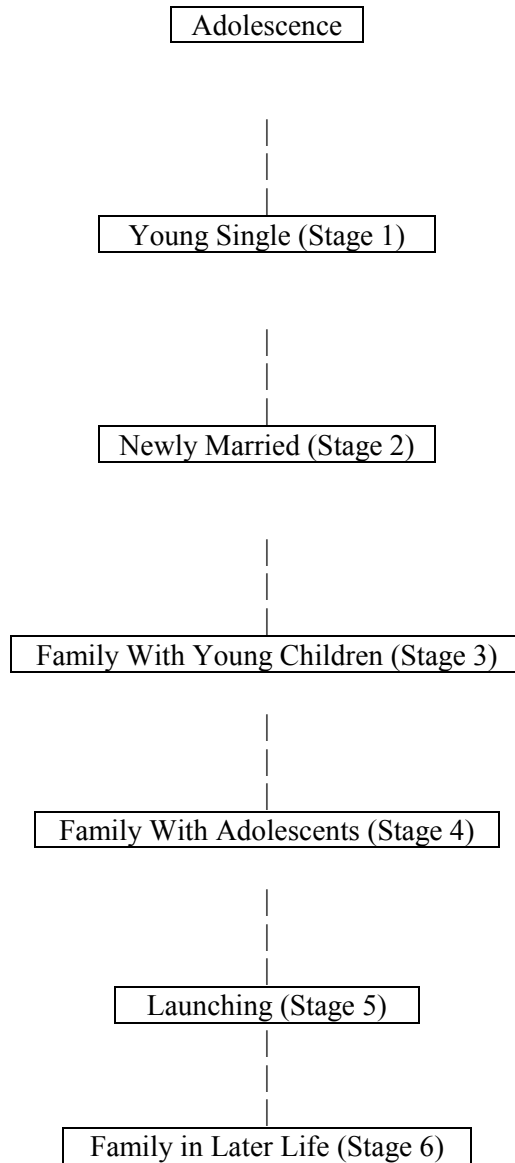 Adolescence
Young Single (Stage 1)
Newly Married (Stage 2)
Family With Young Children (Stage 3)
Family With Adolescents (Stage 4)
Launching (Stage 5)
Family in Later Life (Stage 6)